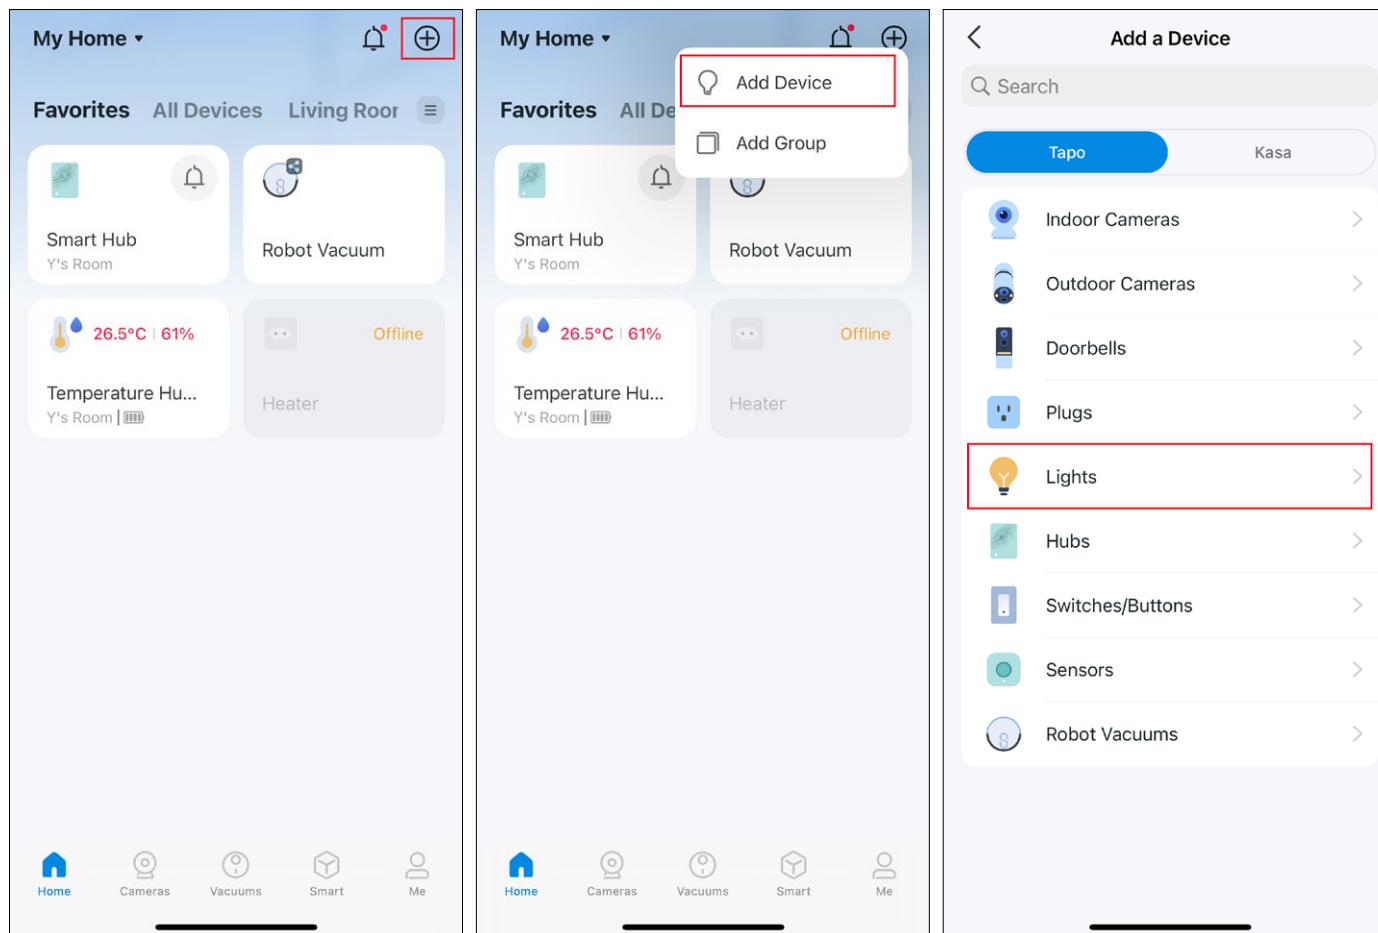 My Home
Favorites All Devices Living Roor
Smart Hub
Y's Room
Robot Vacuum
26.5°C 61%
Temperature Hu...
Y's Room
Offline
Heater
Home
Cameras
Vacuums
Smart
Me
My Home
Add Device
Add Group
Favorites All De
Smart Hub
Y's Room
Robot Vacuum
26.5°C 61%
Temperature Hu...
Y's Room
Offline
Heater
Home
Cameras
Vacuums
Smart
Me
Add a Device
Search
Tapo
Kasa
Indoor Cameras
Outdoor Cameras
Doorbells
Plugs
Lights
Hubs
Switches/Buttons
Sensors
Robot Vacuums